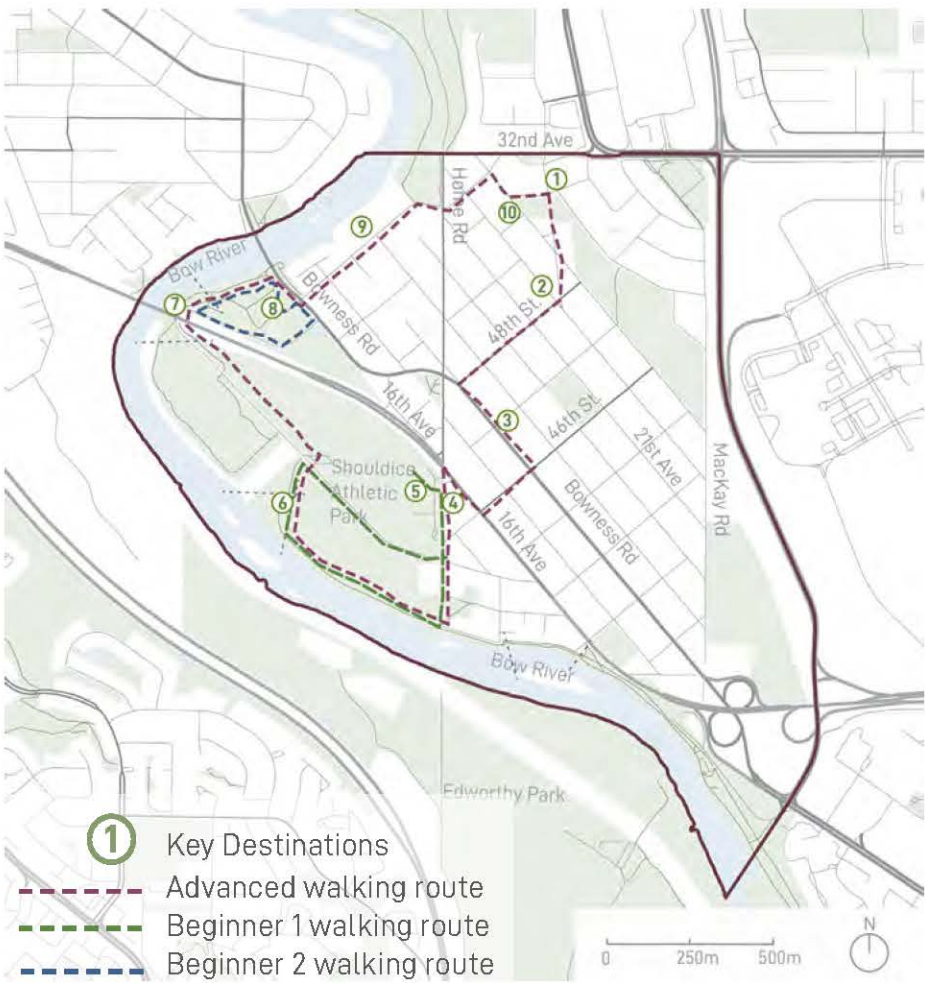 32nd Ave
Home Rd
1
10
9
Bow River
2
7
8
Bowness Rd
48th St.
16th Ave
3
46th St.
21st Ave
MacKay Rd
Shouldice
Athletic
Park
5
4
6
Bowness Rd
16th Ave
Bow River
Edworthy Park
1 Key Destinations
Advanced walking route
Beginner 1 walking route
Beginner 2 walking route
N
0 250m 500m